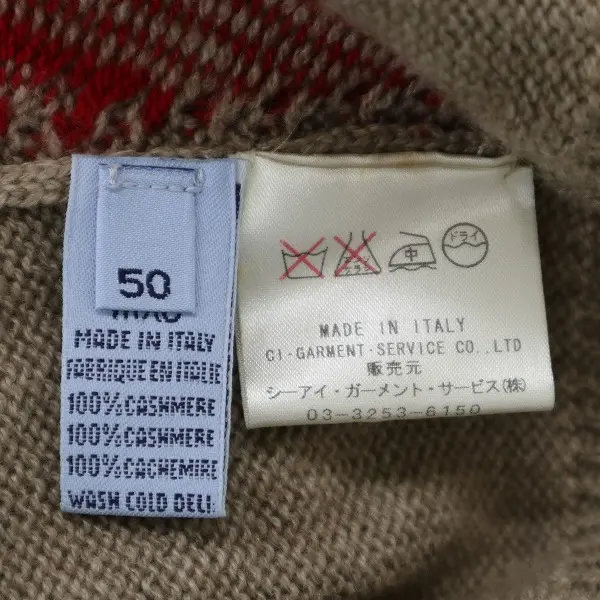 50
MADE IN ITALY
FABRIQUE EN ITALIE
100% CASHMERE
100% CASHMERE
100% CACHEMIRE
WASH COLD DELI
中
ドライ
MADE IN ITALY
CI・GARMENT・SERVICE CO.,LTD
販売元
シーアイ・ガーメント・サービス(株)
03-3253-6150